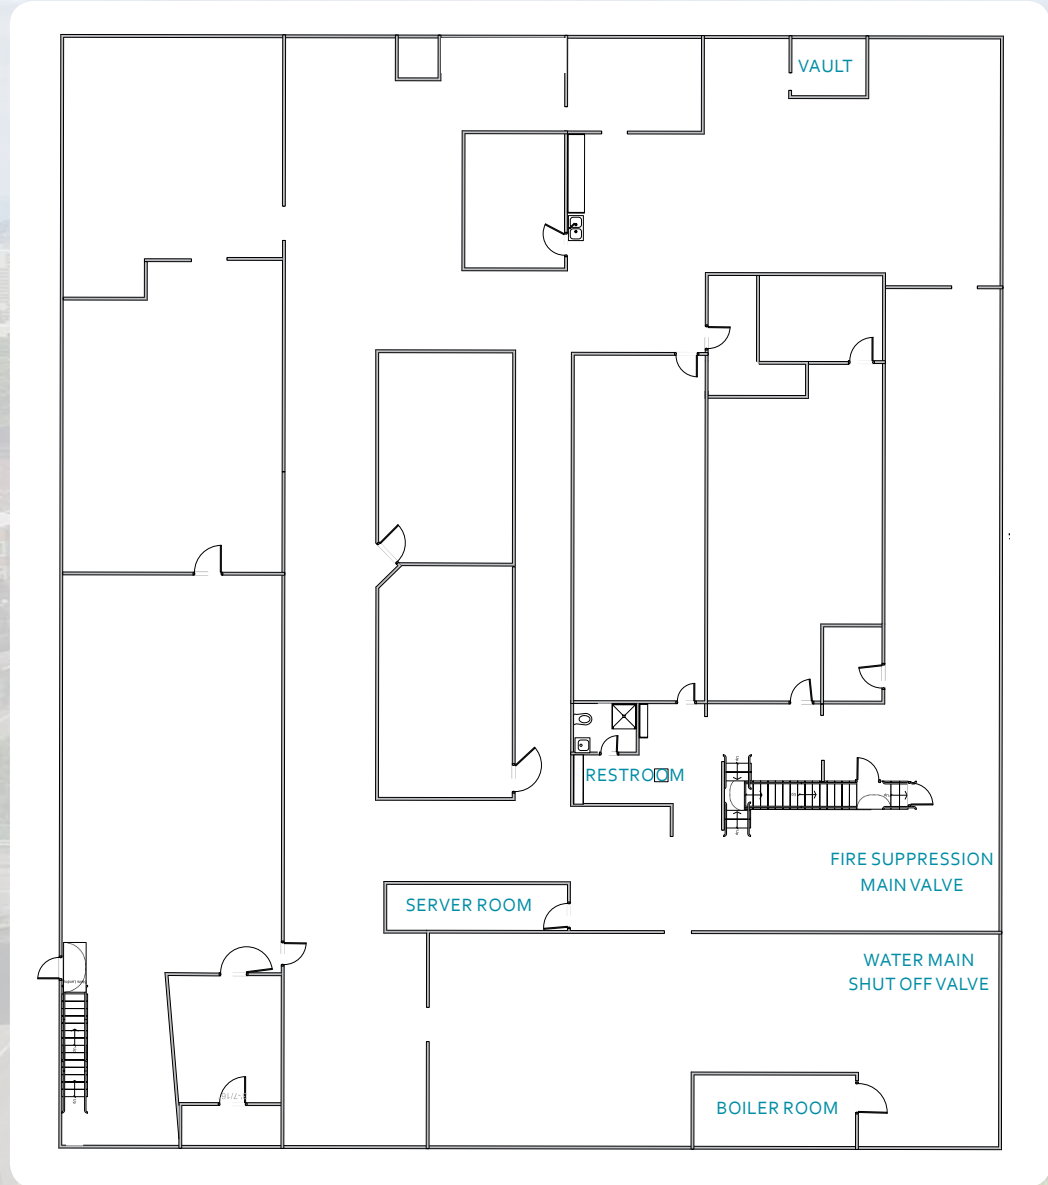 VAULT
RESTROOM
FIRE SUPPRESSION
MAIN VALVE
SERVER ROOM
WATER MAIN
SHUT OFF VALVE
BOILER ROOM